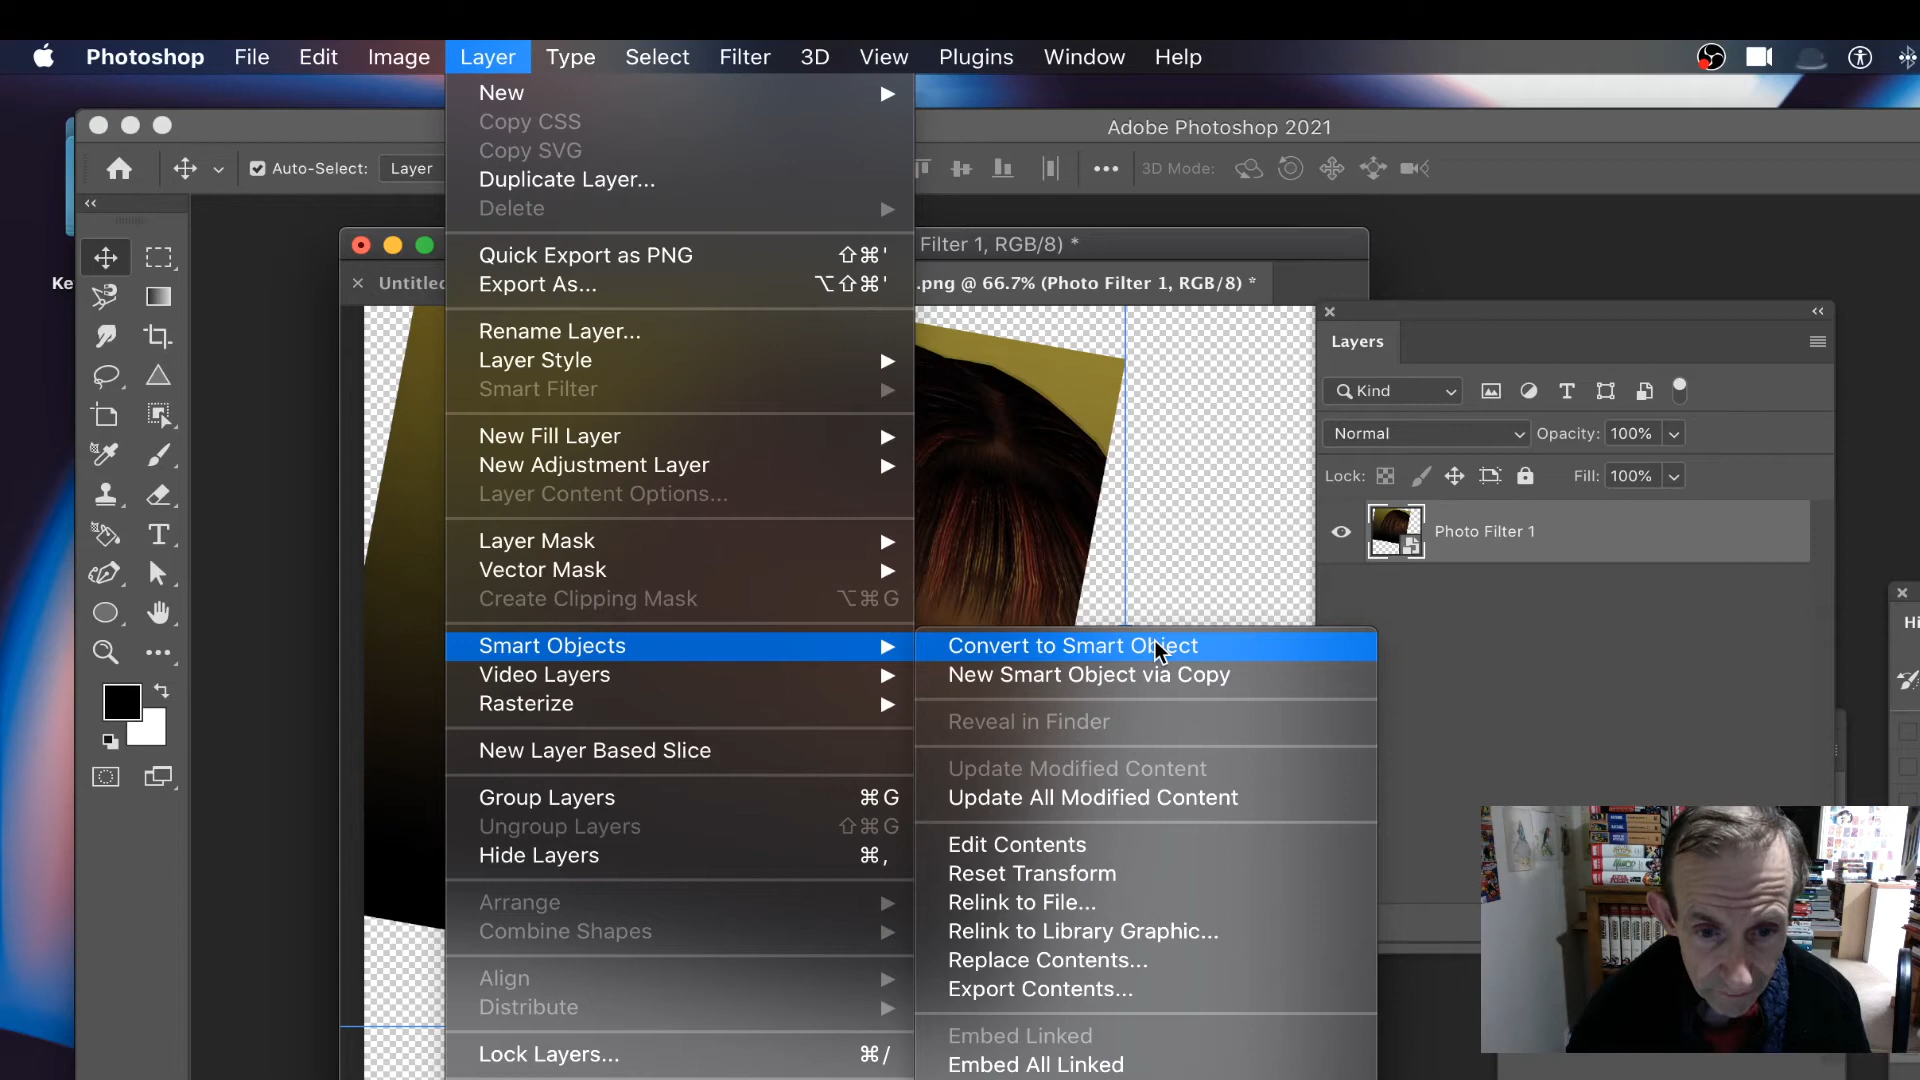 Photoshop File Edit Image Layer Type Select Filter 3D View Plugins Window Help
Adobe Photoshop 2021
Auto-Select: Layer
3D Mode:
Ke
Filter 1, RGB/8) *
Untitled
.png @ 66.7% (Photo Filter 1, RGB/8) *
New
Copy CSS
Copy SVG
Duplicate Layer...
Delete
Quick Export as PNG ⇧⌘'
Export As... ⌥⇧⌘'
Rename Layer...
Layer Style
Smart Filter
New Fill Layer
New Adjustment Layer
Layer Content Options...
Layer Mask
Vector Mask
Create Clipping Mask ⌥⌘G
Smart Objects
Video Layers
Rasterize
New Layer Based Slice
Group Layers ⌘G
Ungroup Layers ⇧⌘G
Hide Layers ⌘,
Arrange
Combine Shapes
Align
Distribute
Lock Layers... ⌘/
Convert to Smart Object
New Smart Object via Copy
Reveal in Finder
Update Modified Content
Update All Modified Content
Edit Contents
Reset Transform
Relink to File...
Relink to Library Graphic...
Replace Contents...
Export Contents...
Embed Linked
Embed All Linked
Layers
Kind
Normal Opacity: 100%
Lock: Fill: 100%
Photo Filter 1
Hi